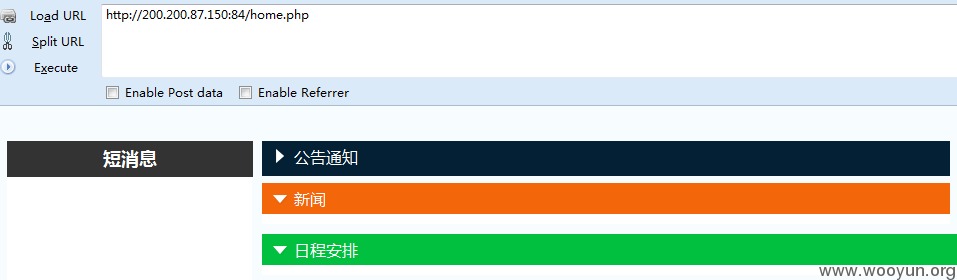 Load URL
http://200.200.87.150:84/home.php
Split URL
Execute
Enable Post data
Enable Referrer
短消息
公告通知
新闻
日程安排
www.wooyun.org